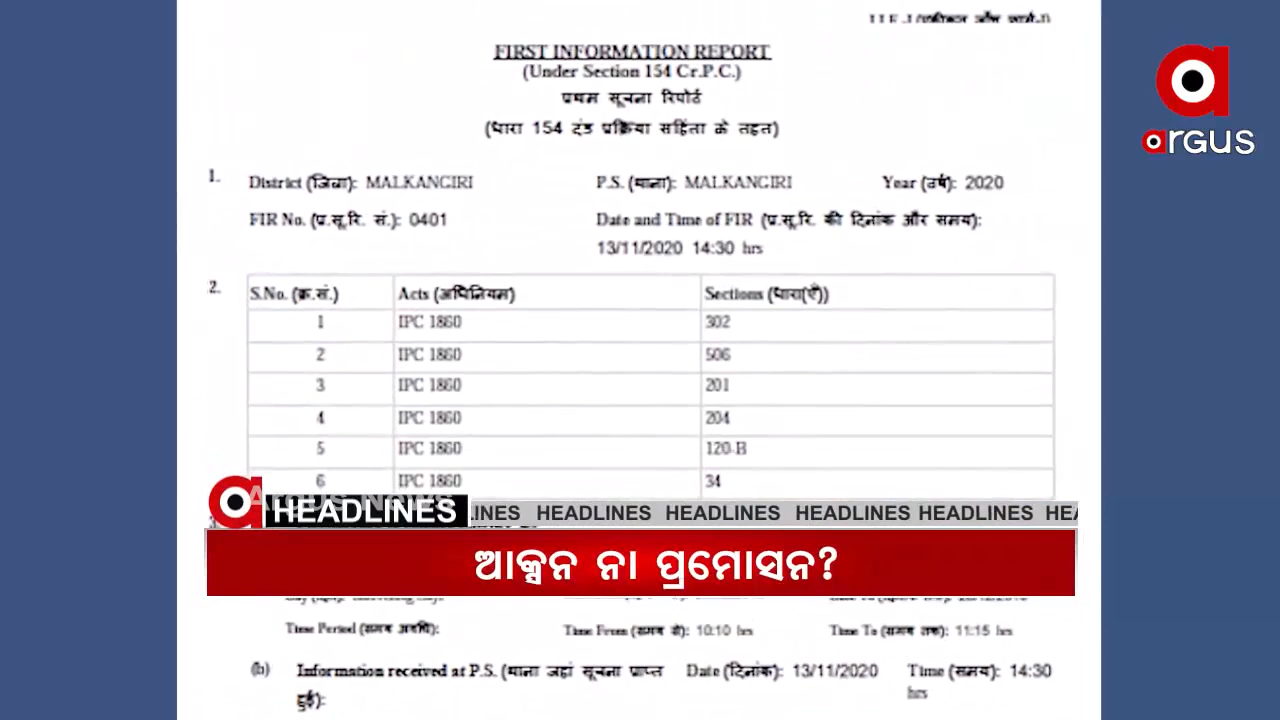 FIRST INFORMATION REPORT
(Under Section 154 Cr.P.C.)
प्रथम सूचना रिपोर्ट
(धारा 154 दंड प्रक्रिया सहिंता के तहत)
argus
1. District (जिला): MALKANGIRI P.S. (थाना): MALKANGIRI Year (वर्ष): 2020
FIR No. (प्र.सू.रि. सं.): 0401 Date and Time of FIR (प्र.सू.रि. की दिनांक और समय):
13/11/2020 14:30 hrs
2. S.No. (क्र.सं.) Acts (अधिनियम) Sections (धारा(एँ))
1 IPC 1860 302
2 IPC 1860 506
3 IPC 1860 201
4 IPC 1860 204
5 IPC 1860 120-B
6 IPC 1860 34
ARGUS NEWS
HEADLINES LINES HEADLINES HEADLINES HEADLINES HEADLINES HEA
ଆକ୍ସନ ନା ପ୍ରମୋସନ?
Time Period (समय अवधि): Time From (समय से): 10:10 hrs Time To (समय तक): 11:15 hrs
(b) Information received at P.S. (थाना जहां सूचना प्राप्त Date (दिनांक): 13/11/2020 Time (समय): 14:30
हुई): hrs